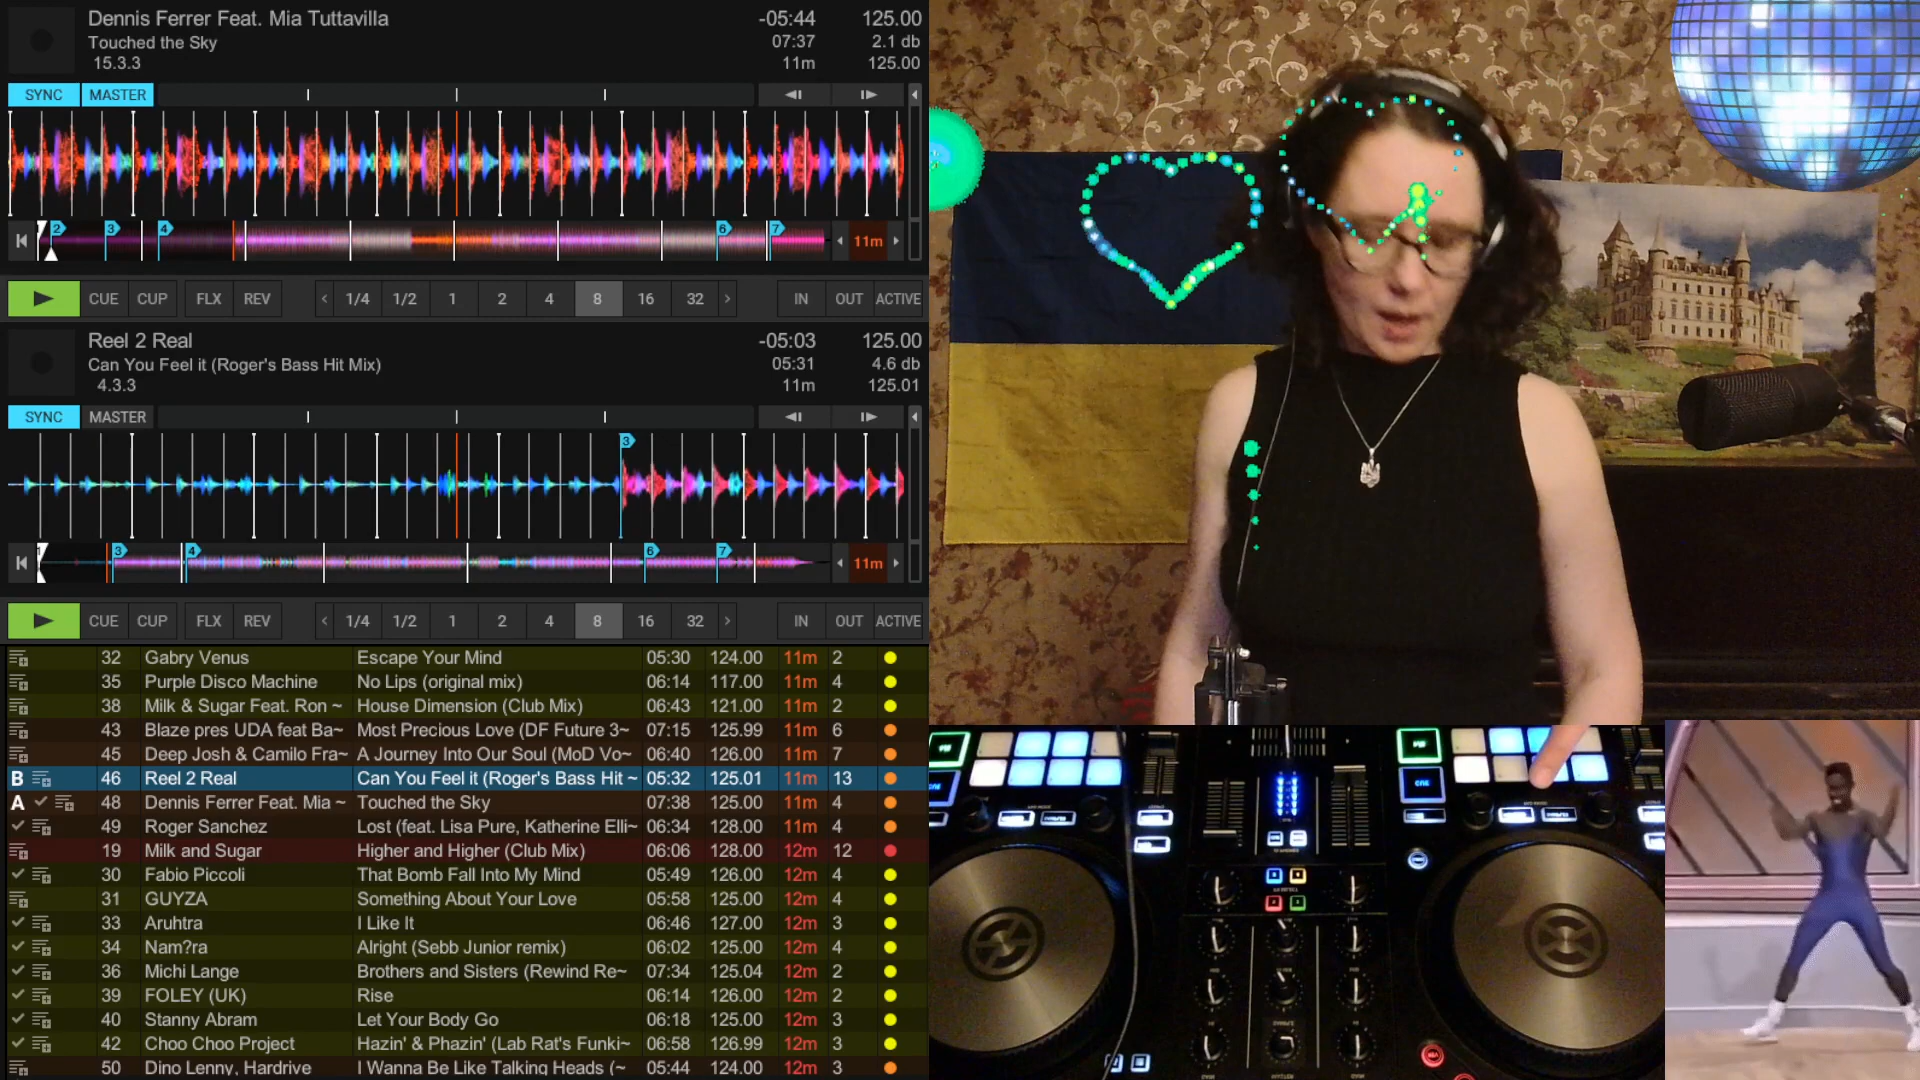 Dennis Ferrer Feat. Mia Tuttavilla -05:44 125.00
Touched the Sky 07:37 2.1 db
15.3.3 11m 125.00
SYNC MASTER
2 3 4 6 7 11m
CUE CUP FLX REV 1/4 1/2 1 2 4 8 16 32 IN OUT ACTIVE
Reel 2 Real -05:03 125.00
Can You Feel it (Roger's Bass Hit Mix) 05:31 4.6 db
4.3.3 11m 125.01
SYNC MASTER
3
1 3 4 6 7 11m
CUE CUP FLX REV 1/4 1/2 1 2 4 8 16 32 IN OUT ACTIVE
32 Gabry Venus Escape Your Mind 05:30 124.00 11m 2
35 Purple Disco Machine No Lips (original mix) 06:14 117.00 11m 4
38 Milk & Sugar Feat. Ron ~ House Dimension (Club Mix) 06:43 121.00 11m 2
43 Blaze pres UDA feat Ba~ Most Precious Love (DF Future 3~ 07:15 125.99 11m 6
45 Deep Josh & Camilo Fra~ A Journey Into Our Soul (MoD Vo~ 06:40 126.00 11m 7
B 46 Reel 2 Real Can You Feel it (Roger's Bass Hit ~ 05:32 125.01 11m 13
A 48 Dennis Ferrer Feat. Mia ~ Touched the Sky 07:38 125.00 11m 4
49 Roger Sanchez Lost (feat. Lisa Pure, Katherine Elli~ 06:34 128.00 11m 4
19 Milk and Sugar Higher and Higher (Club Mix) 06:06 128.00 12m 12
30 Fabio Piccoli That Bomb Fall Into My Mind 05:49 126.00 12m 4
31 GUYZA Something About Your Love 05:58 125.00 12m 4
33 Aruhtra I Like It 06:46 127.00 12m 3
34 Nam?ra Alright (Sebb Junior remix) 06:02 125.00 12m 4
36 Michi Lange Brothers and Sisters (Rewind Re~ 07:34 125.04 12m 2
39 FOLEY (UK) Rise 06:14 126.00 12m 2
40 Stanny Abram Let Your Body Go 06:18 125.00 12m 3
42 Choo Choo Project Hazin' & Phazin' (Lab Rat's Funki~ 06:58 126.99 12m 3
50 Dino Lenny, Hardrive I Wanna Be Like Talking Heads (~ 05:44 124.00 12m 3